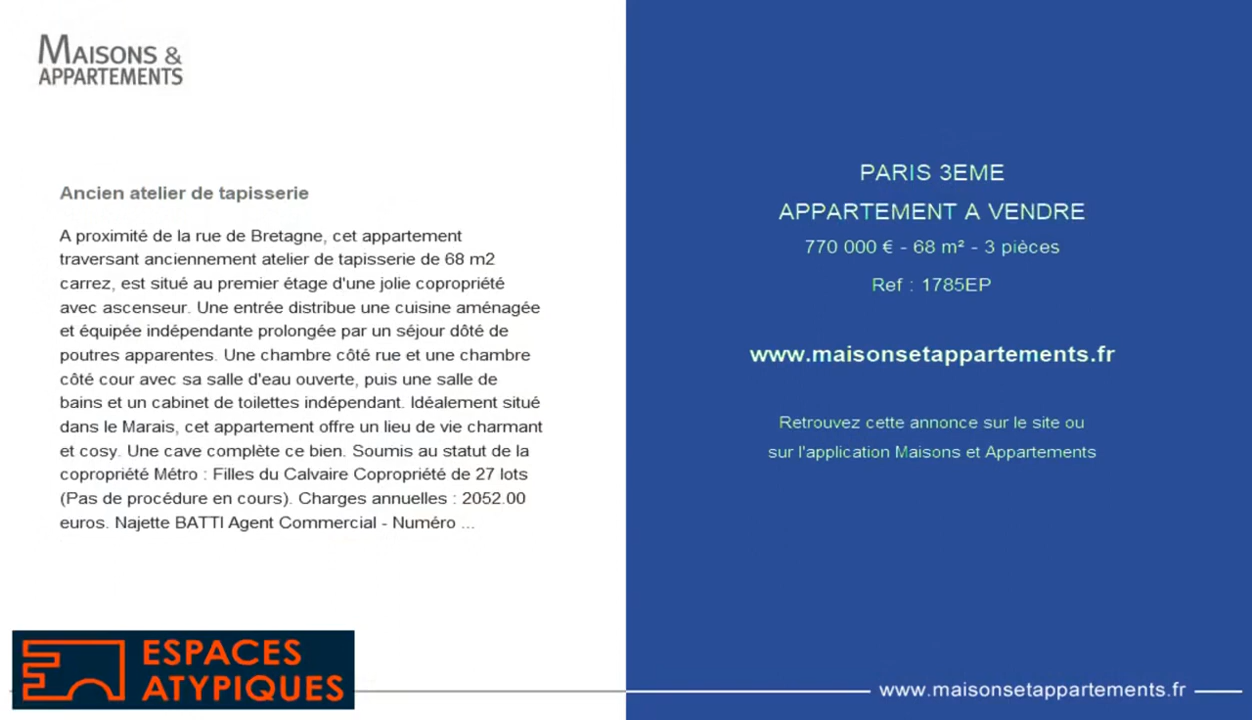 MAISONS &
APPARTEMENTS
Ancien atelier de tapisserie
A proximité de la rue de Bretagne, cet appartement
traversant anciennement atelier de tapisserie de 68 m2
carrez, est situé au premier étage d'une jolie copropriété
avec ascenseur. Une entrée distribue une cuisine aménagée
et équipée indépendante prolongée par un séjour dôté de
poutres apparentes. Une chambre côté rue et une chambre
côté cour avec sa salle d'eau ouverte, puis une salle de
bains et un cabinet de toilettes indépendant. Idéalement situé
dans le Marais, cet appartement offre un lieu de vie charmant
et cosy. Une cave complète ce bien. Soumis au statut de la
copropriété Métro : Filles du Calvaire Copropriété de 27 lots
(Pas de procédure en cours). Charges annuelles : 2052.00
euros. Najette BATTI Agent Commercial - Numéro ...
ESPACES
ATYPIQUES
PARIS 3EME
APPARTEMENT A VENDRE
770 000 € - 68 m² - 3 pièces
Ref : 1785EP
www.maisonsetappartements.fr
Retrouvez cette annonce sur le site ou
sur l'application Maisons et Appartements
www.maisonsetappartements.fr